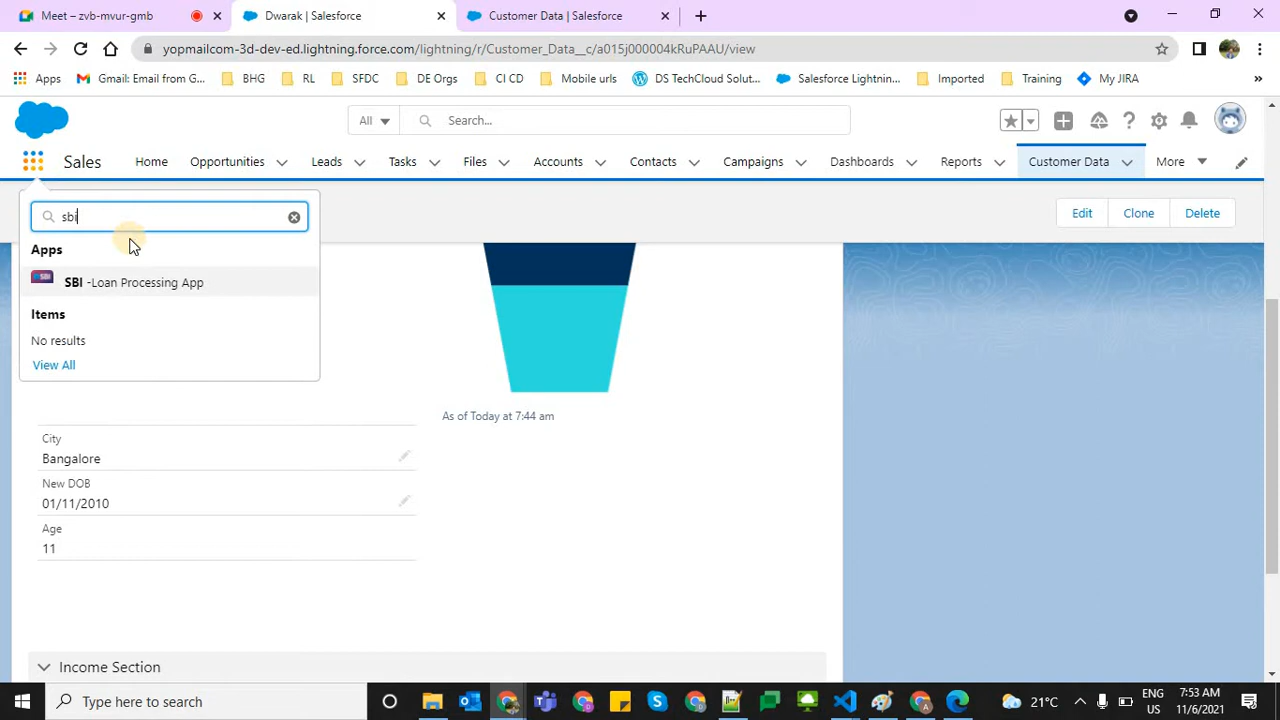 Meet – zvb-mvur-gmb
Dwarak | Salesforce
Customer Data | Salesforce
yopmailcom-3d-dev-ed.lightning.force.com/lightning/r/Customer_Data__c/a015j000004kRuPAAU/view
Apps
Gmail: Email from G...
BHG
RL
SFDC
DE Orgs
CI CD
Mobile urls
DS TechCloud Solut...
Salesforce Lightnin...
Imported
Training
My JIRA
»
All
Search...
Sales
Home
Opportunities
Leads
Tasks
Files
Accounts
Contacts
Campaigns
Dashboards
Reports
Customer Data
More
sbi
Edit
Clone
Delete
Apps
SBI
SBI -Loan Processing App
Items
No results
View All
As of Today at 7:44 am
City
Bangalore
New DOB
01/11/2010
Age
11
Income Section
Type here to search
21°C
ENG
US
7:53 AM
11/6/2021